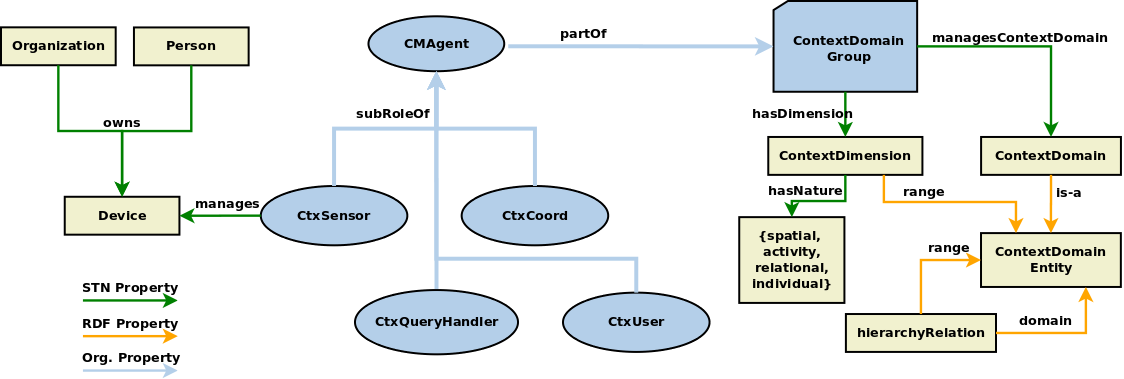 Organization
Person
owns
Device
manages
CMAgent
partOf
subRoleOf
CtxSensor
CtxCoord
CtxQueryHandler
CtxUser
ContextDomain
Group
managesContextDomain
hasDimension
ContextDimension
ContextDomain
hasNature
range
is-a
{spatial,
activity,
relational,
individual}
ContextDomain
Entity
range
hierarchyRelation
domain
STN Property
RDF Property
Org. Property